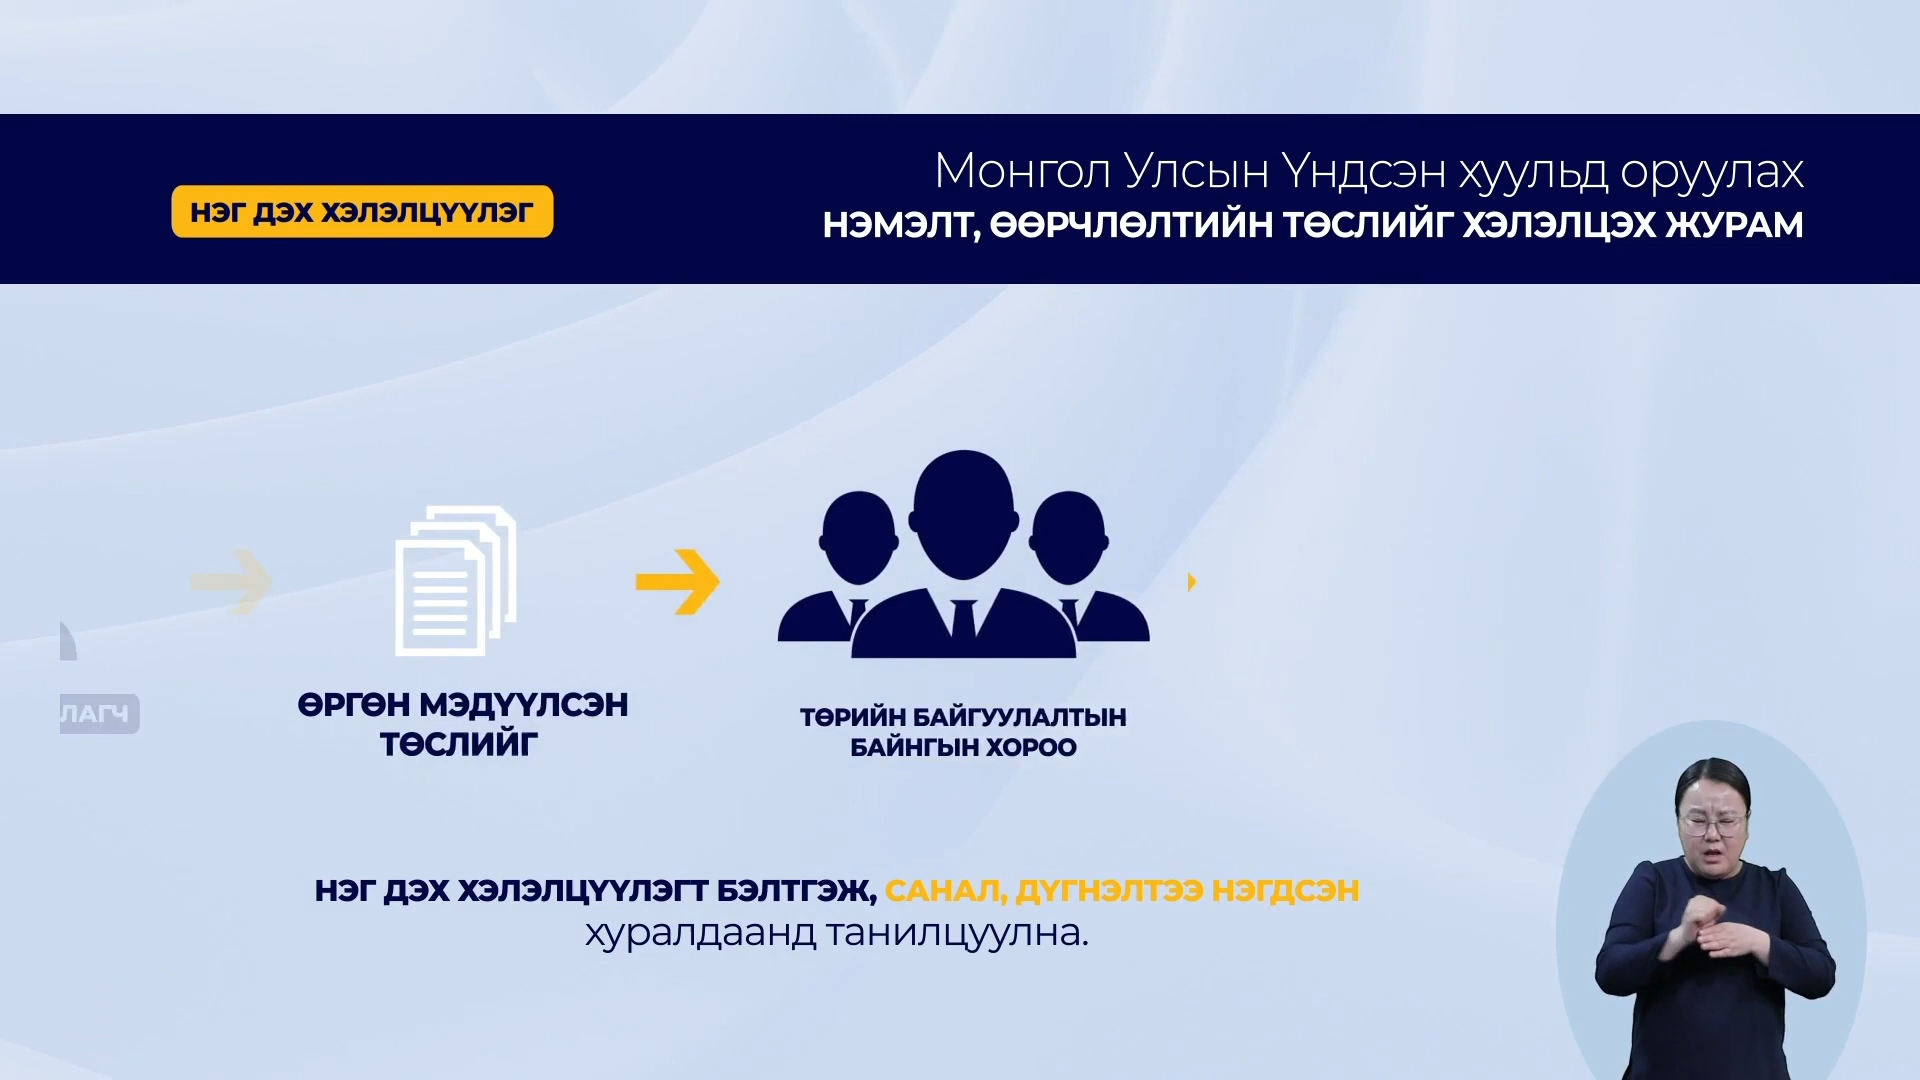 НЭГ ДЭХ ХЭЛЭЛЦҮҮЛЭГ
Монгол Улсын Үндсэн хуульд оруулах
НЭМЭЛТ, ӨӨРЧЛӨЛТИЙН ТӨСЛИЙГ ХЭЛЭЛЦЭХ ЖУРАМ
ЛАГЧ
ӨРГӨН МЭДҮҮЛСЭН
ТӨСЛИЙГ
ТӨРИЙН БАЙГУУЛАЛТЫН
БАЙНГЫН ХОРОО
НЭГ ДЭХ ХЭЛЭЛЦҮҮЛЭГТ БЭЛТГЭЖ, САНАЛ, ДҮГНЭЛТЭЭ НЭГДСЭН
хуралдаанд танилцуулна.